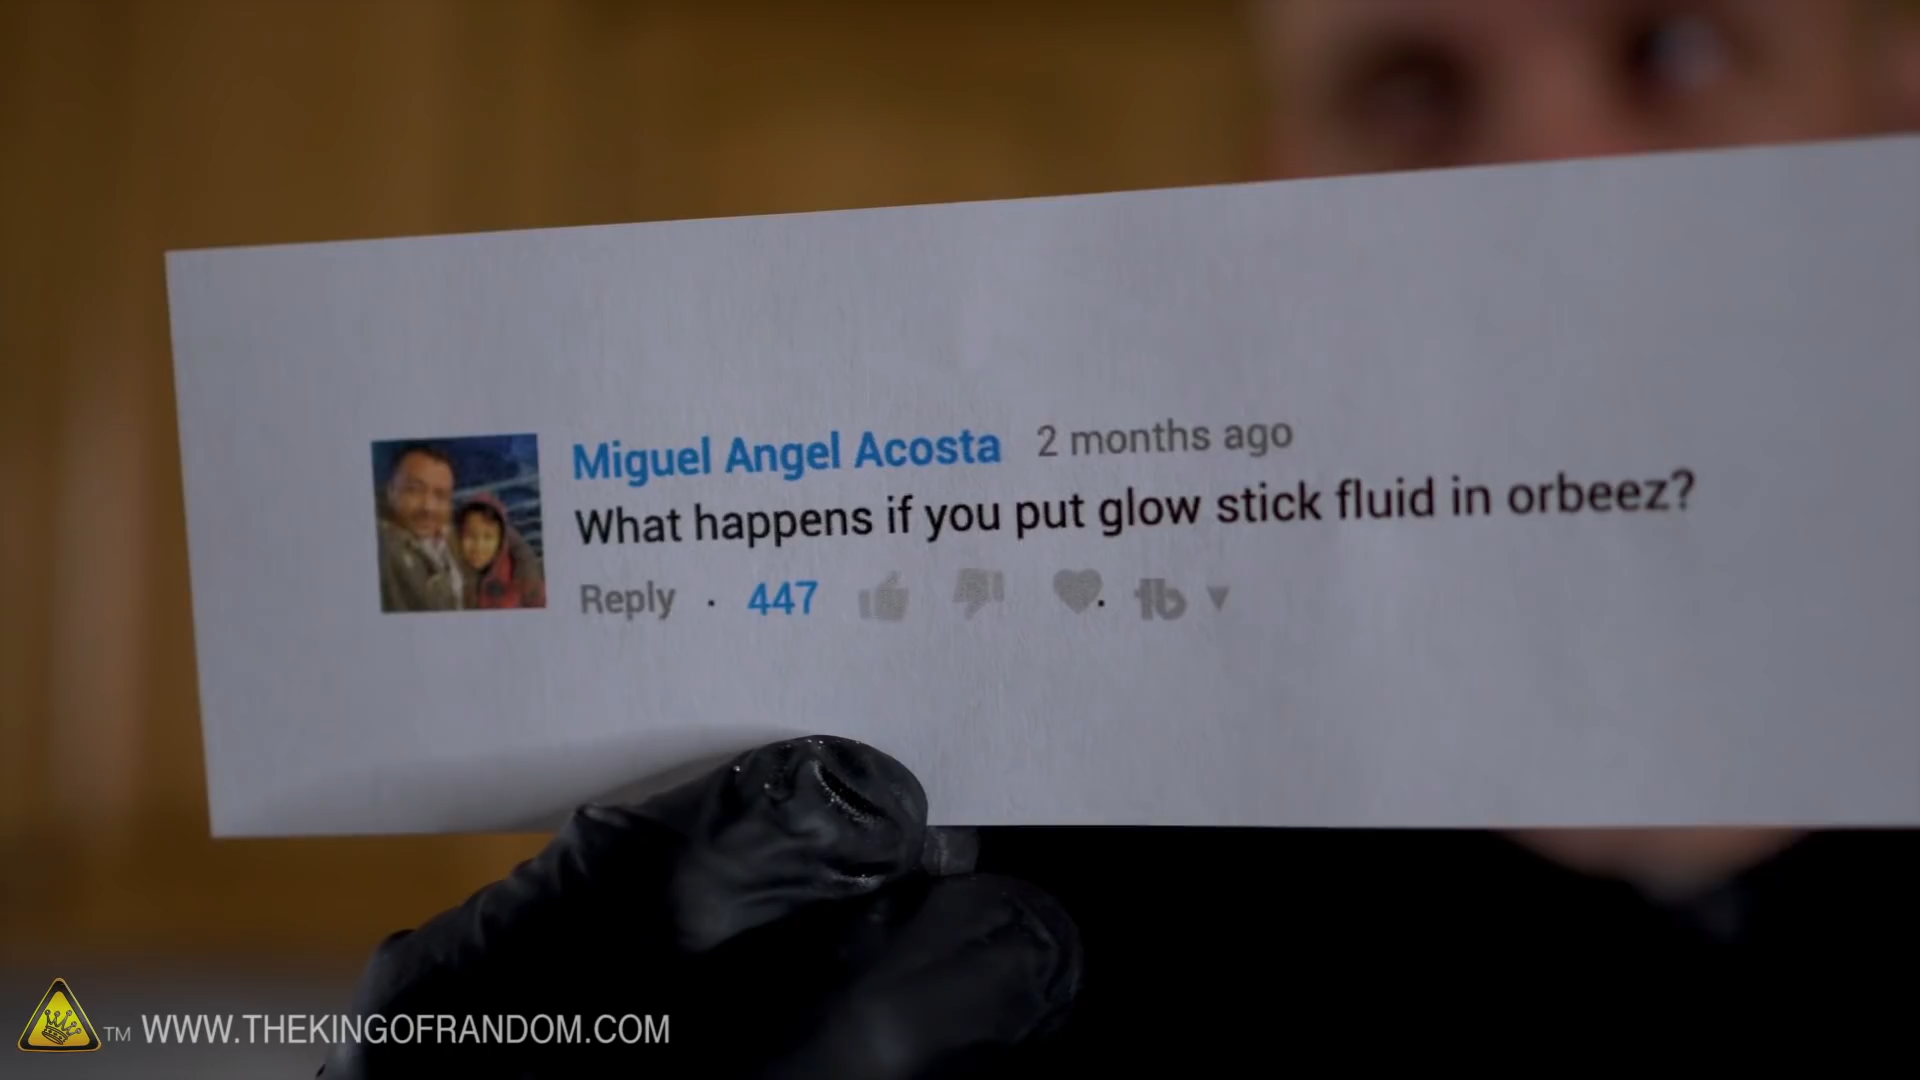 Miguel Angel Acosta 2 months ago
What happens if you put glow stick fluid in orbeez?
Reply · 447
tb
TM WWW.THEKINGOFRANDOM.COM